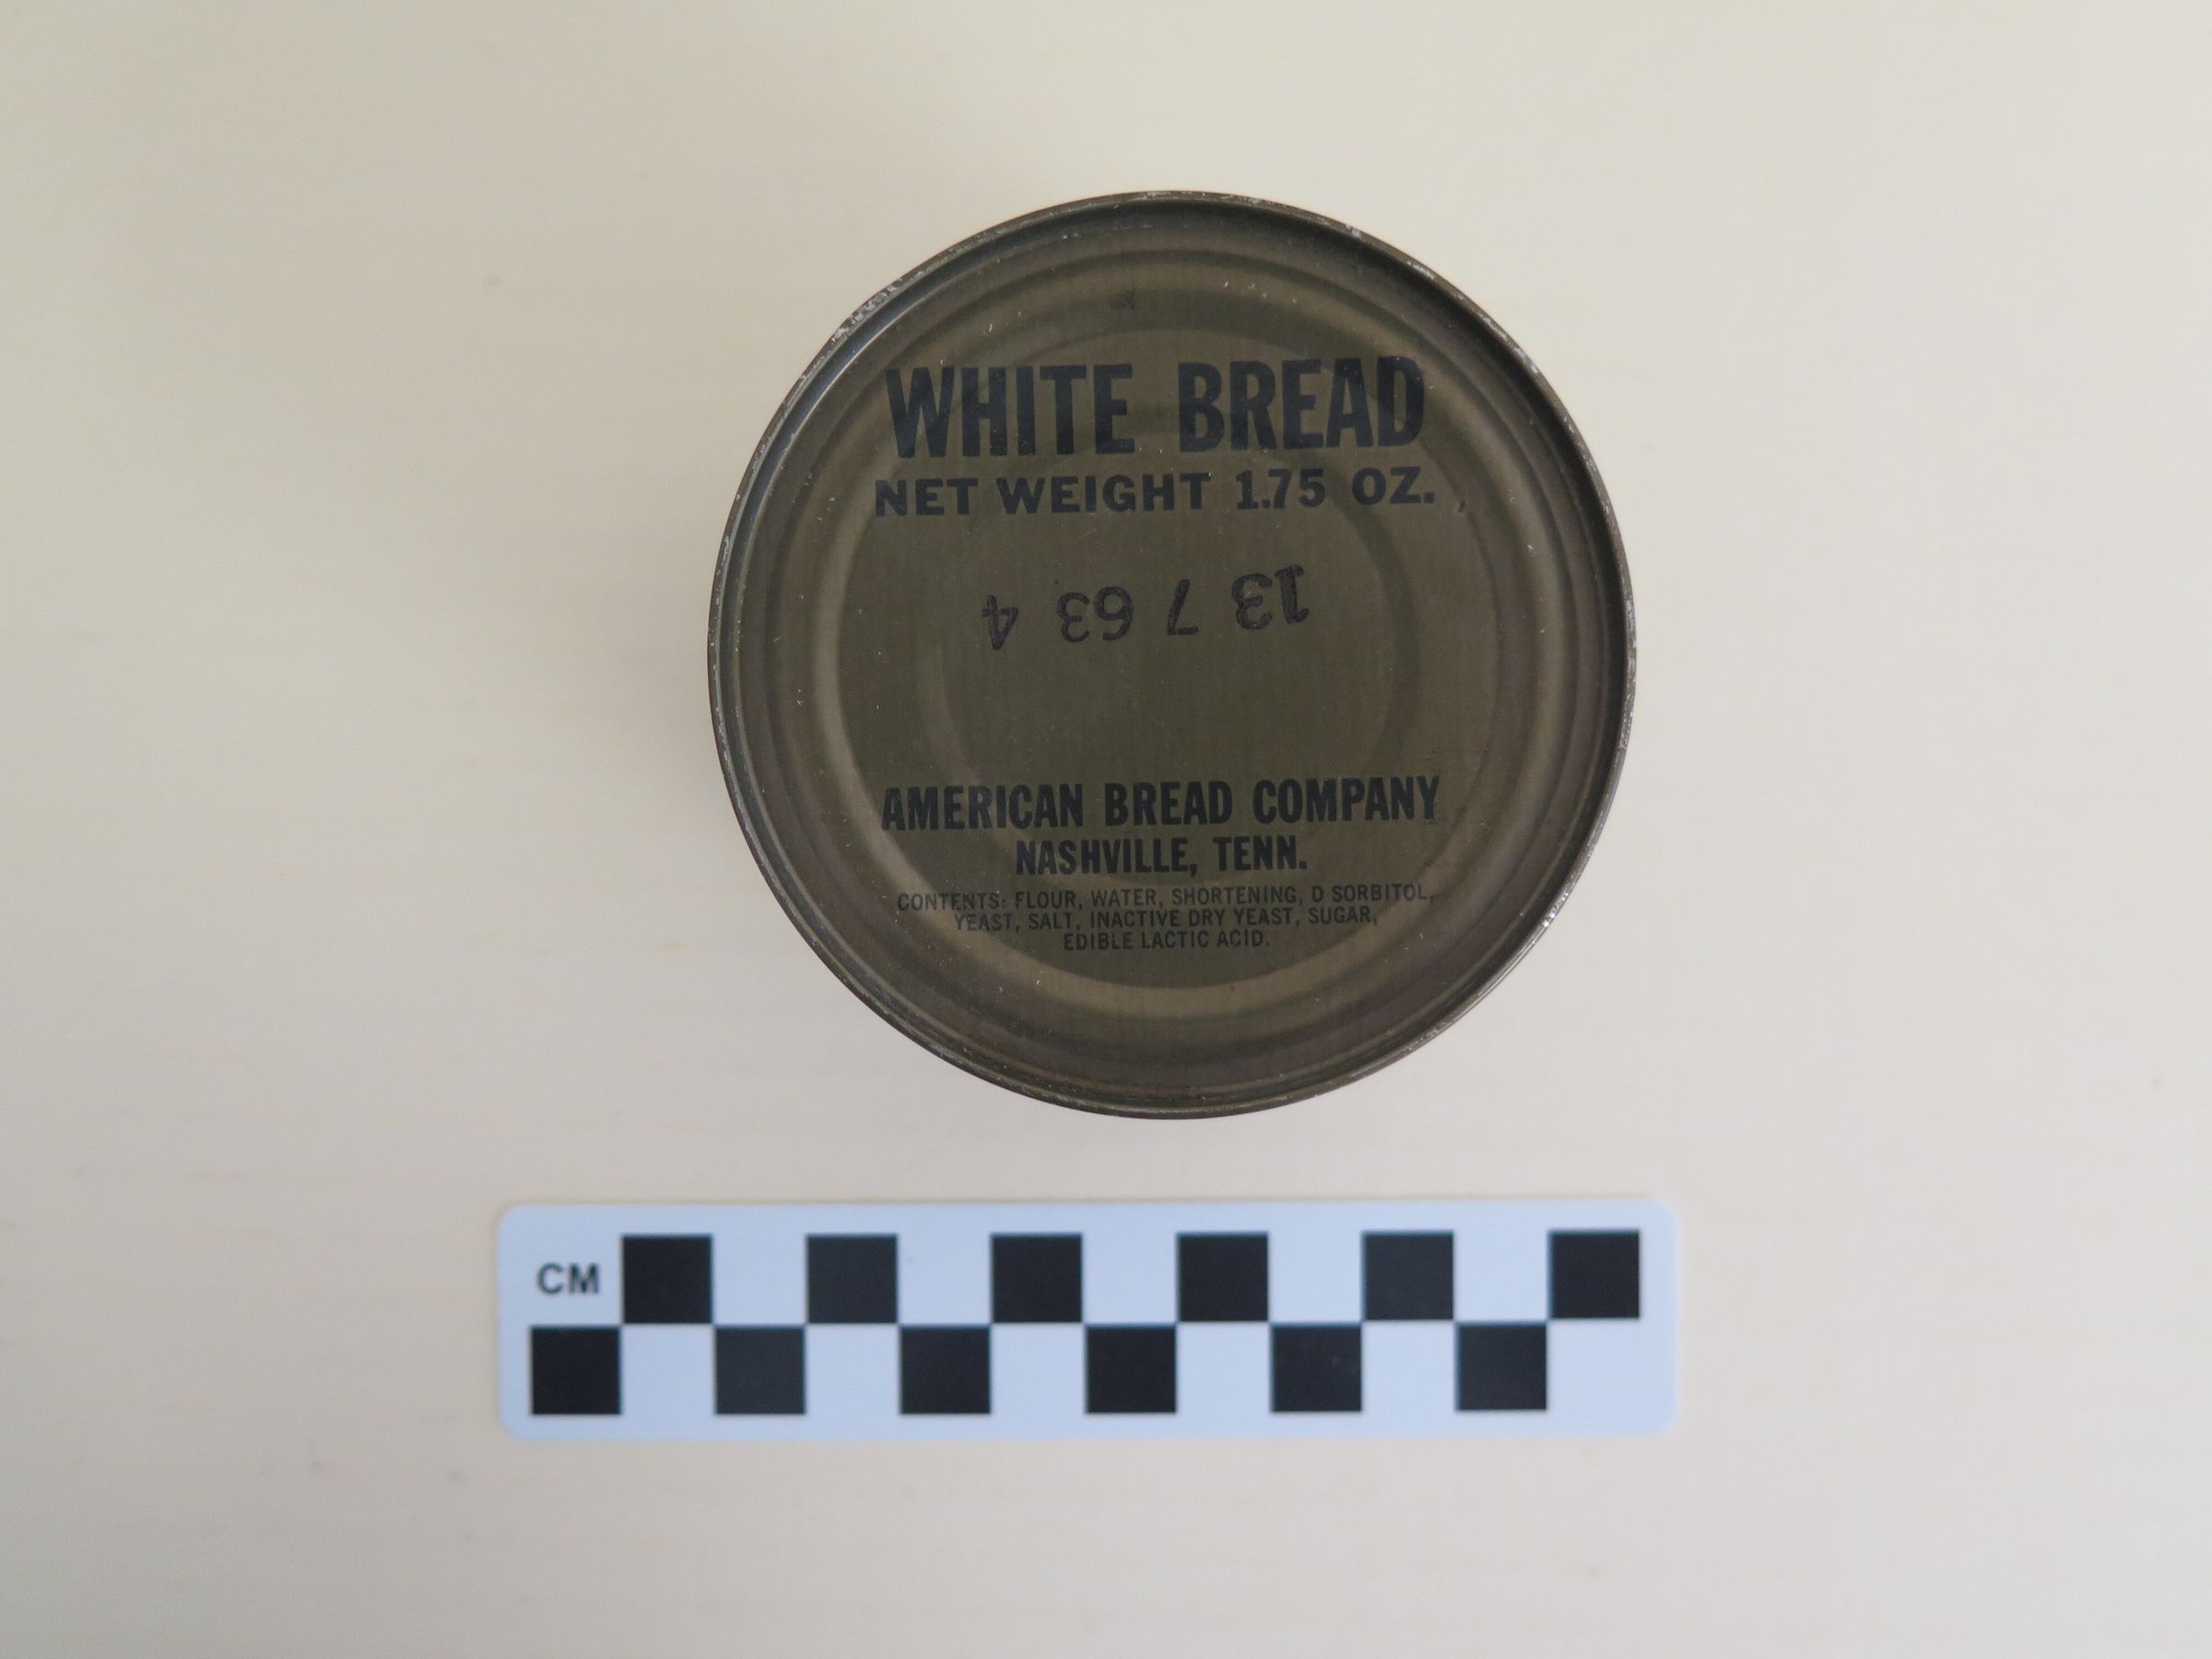 WHITE BREAD
NET WEIGHT 1.75 OZ.
13 7 63 4
AMERICAN BREAD COMPANY
NASHVILLE, TENN.
CONTENTS: FLOUR, WATER, SHORTENING, D SORBITOL,
YEAST, SALT, INACTIVE DRY YEAST, SUGAR,
EDIBLE LACTIC ACID.
CM